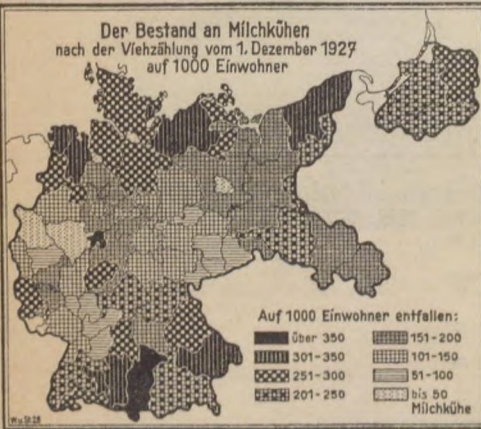 Der Bestand an Milchkühen
nach der Viehzählung vom 1. Dezember 1927
auf 1000 Einwohner
Auf 1000 Einwohner entfallen:
über 350
301-350
251-300
201-250
151-200
101-150
51-100
bis 50
Milchkühe